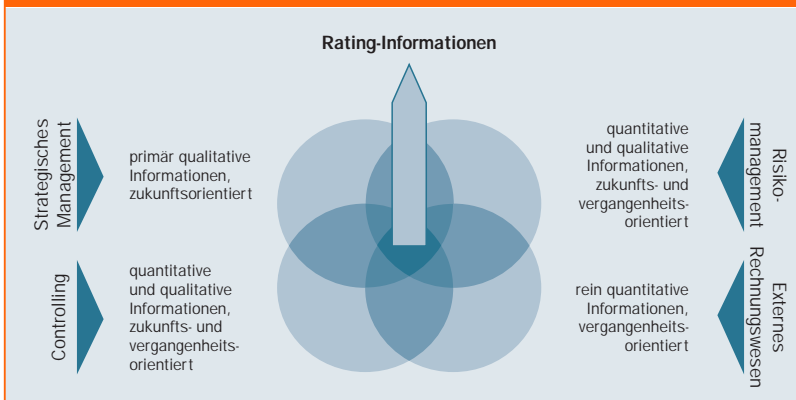 Rating-Informationen
Strategisches
Management
primär qualitative
Informationen,
zukunftsorientiert
Controlling
quantitative
und qualitative
Informationen,
zukunfts- und
vergangenheits-
orientiert
quantitative
und qualitative
Informationen,
zukunfts- und
vergangenheits-
orientiert
Risiko-
management
rein quantitative
Informationen,
vergangenheits-
orientiert
Externes
Rechnungswesen